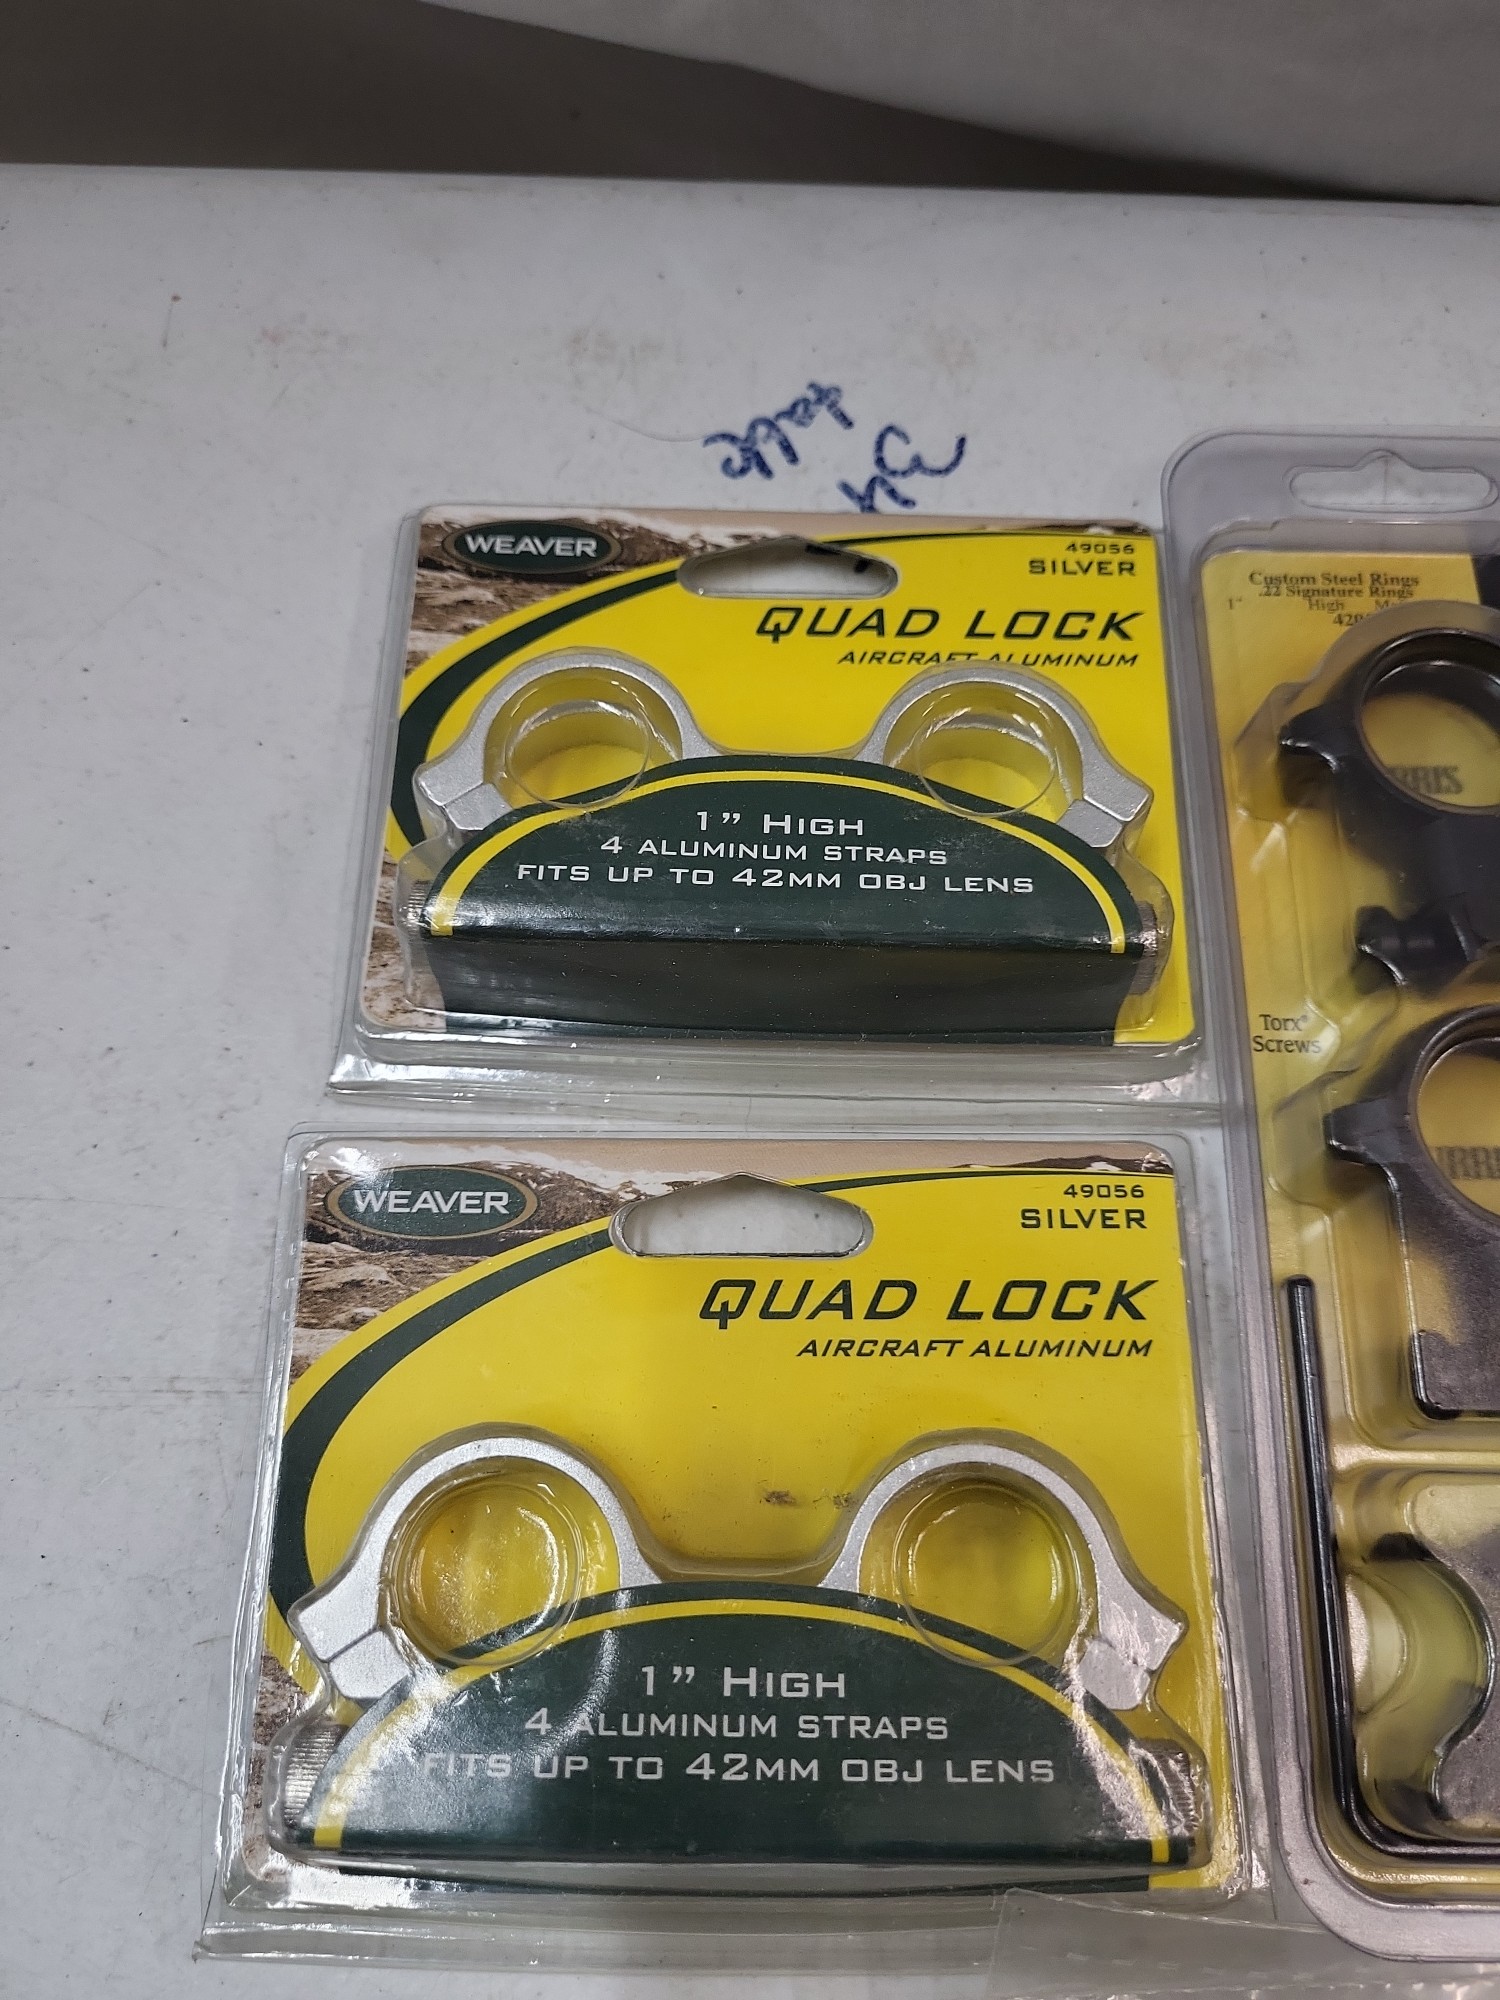 WEAVER
49056
SILVER
QUAD LOCK
AIRCRAFT ALUMINUM
1” HIGH
4 ALUMINUM STRAPS
FITS UP TO 42MM OBJ LENS
WEAVER
49056
SILVER
QUAD LOCK
AIRCRAFT ALUMINUM
1” HIGH
4 ALUMINUM STRAPS
FITS UP TO 42MM OBJ LENS
Custom Steel Rings
.22 Signature Rings
1" High
Torx®
Screws